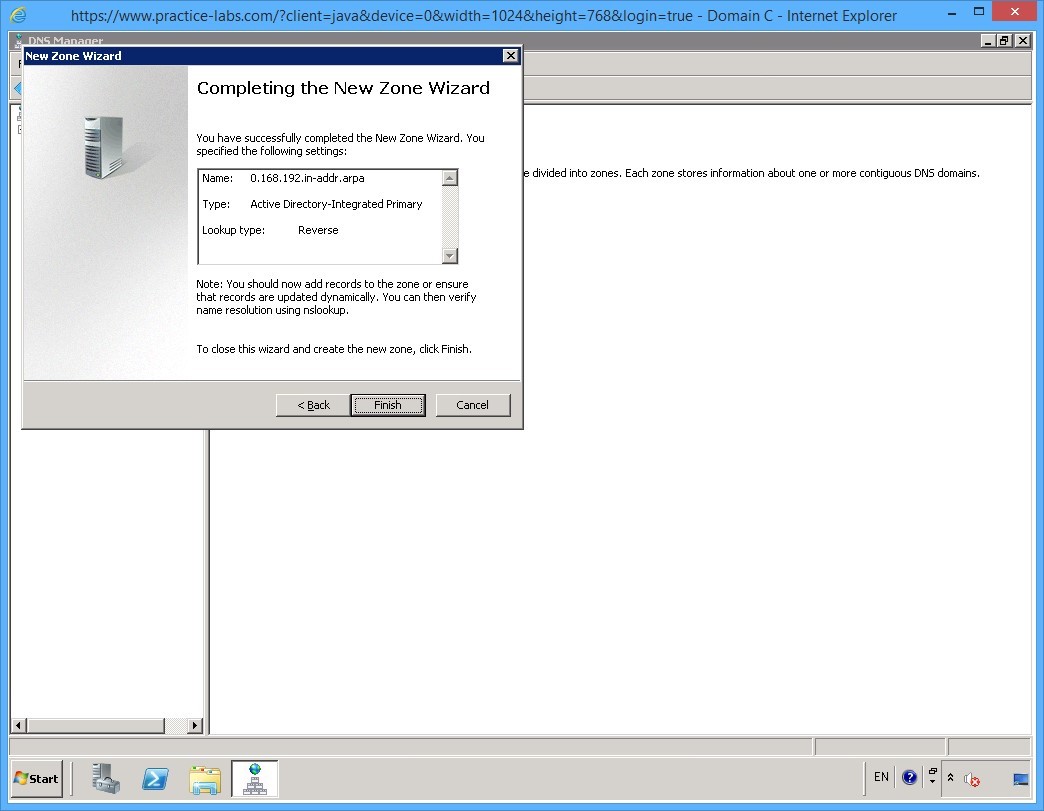 https://www.practice-labs.com/?client=java&device=0&width=1024&height=768&login=true - Domain C - Internet Explorer
DNS Manager
New Zone Wizard
Completing the New Zone Wizard
You have successfully completed the New Zone Wizard. You
specified the following settings:
Name: 0.168.192.in-addr.arpa
Type: Active Directory-Integrated Primary
Lookup type: Reverse
e divided into zones. Each zone stores information about one or more contiguous DNS domains.
Note: You should now add records to the zone or ensure
that records are updated dynamically. You can then verify
name resolution using nslookup.
To close this wizard and create the new zone, click Finish.
< Back Finish Cancel
Start EN